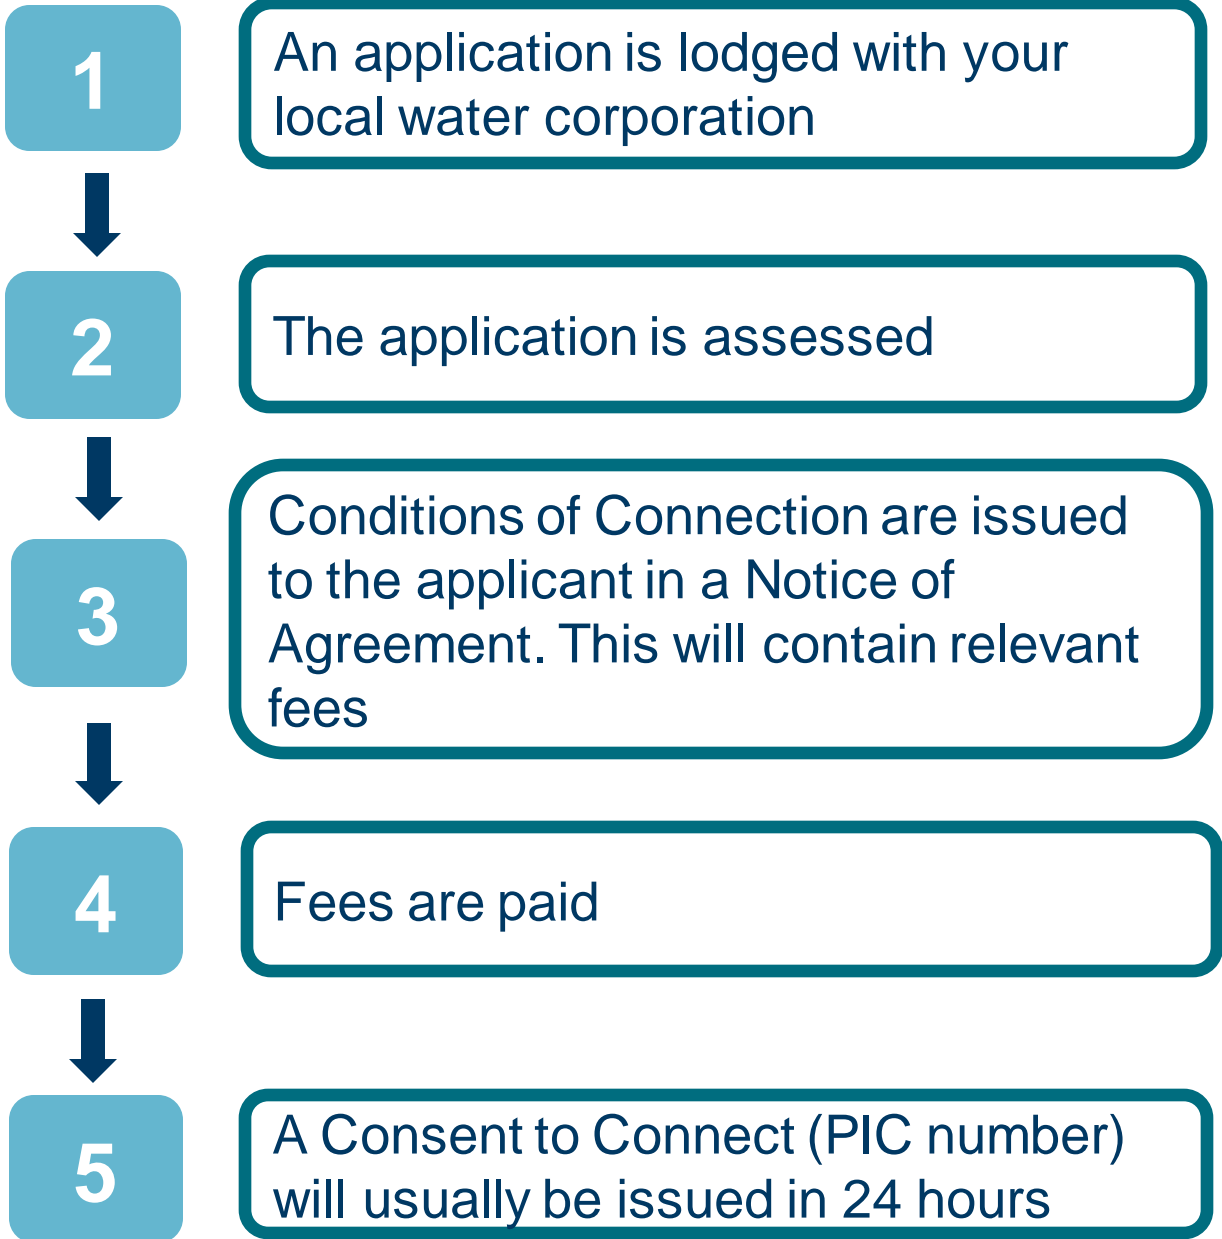 1
An application is lodged with your
local water corporation
2
The application is assessed
3
Conditions of Connection are issued
to the applicant in a Notice of
Agreement. This will contain relevant
fees
4
Fees are paid
5
A Consent to Connect (PIC number)
will usually be issued in 24 hours